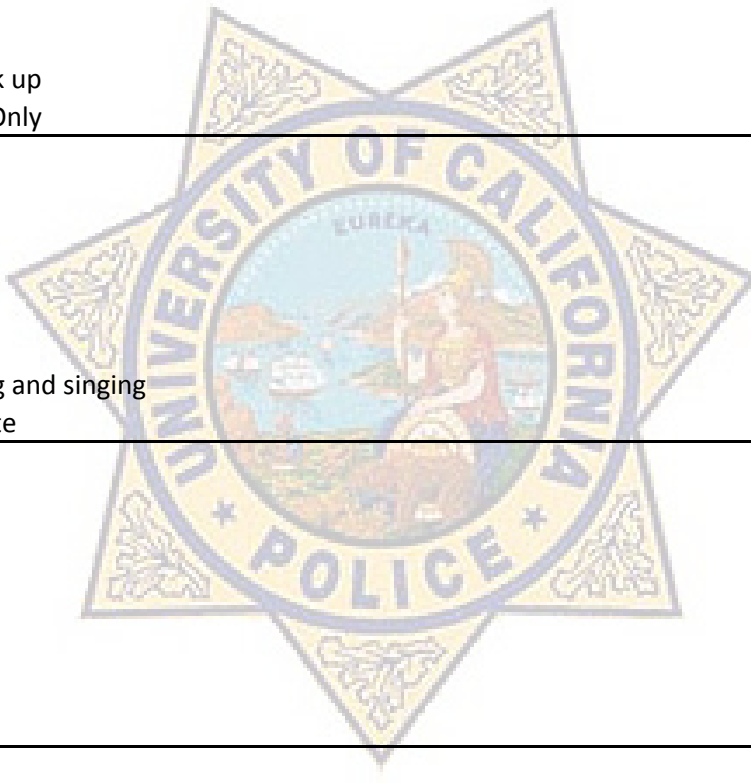 k up
Only
UNIVERSITY OF CALIFORNIA
EUREKA
g and singing
te
★ POLICE ★